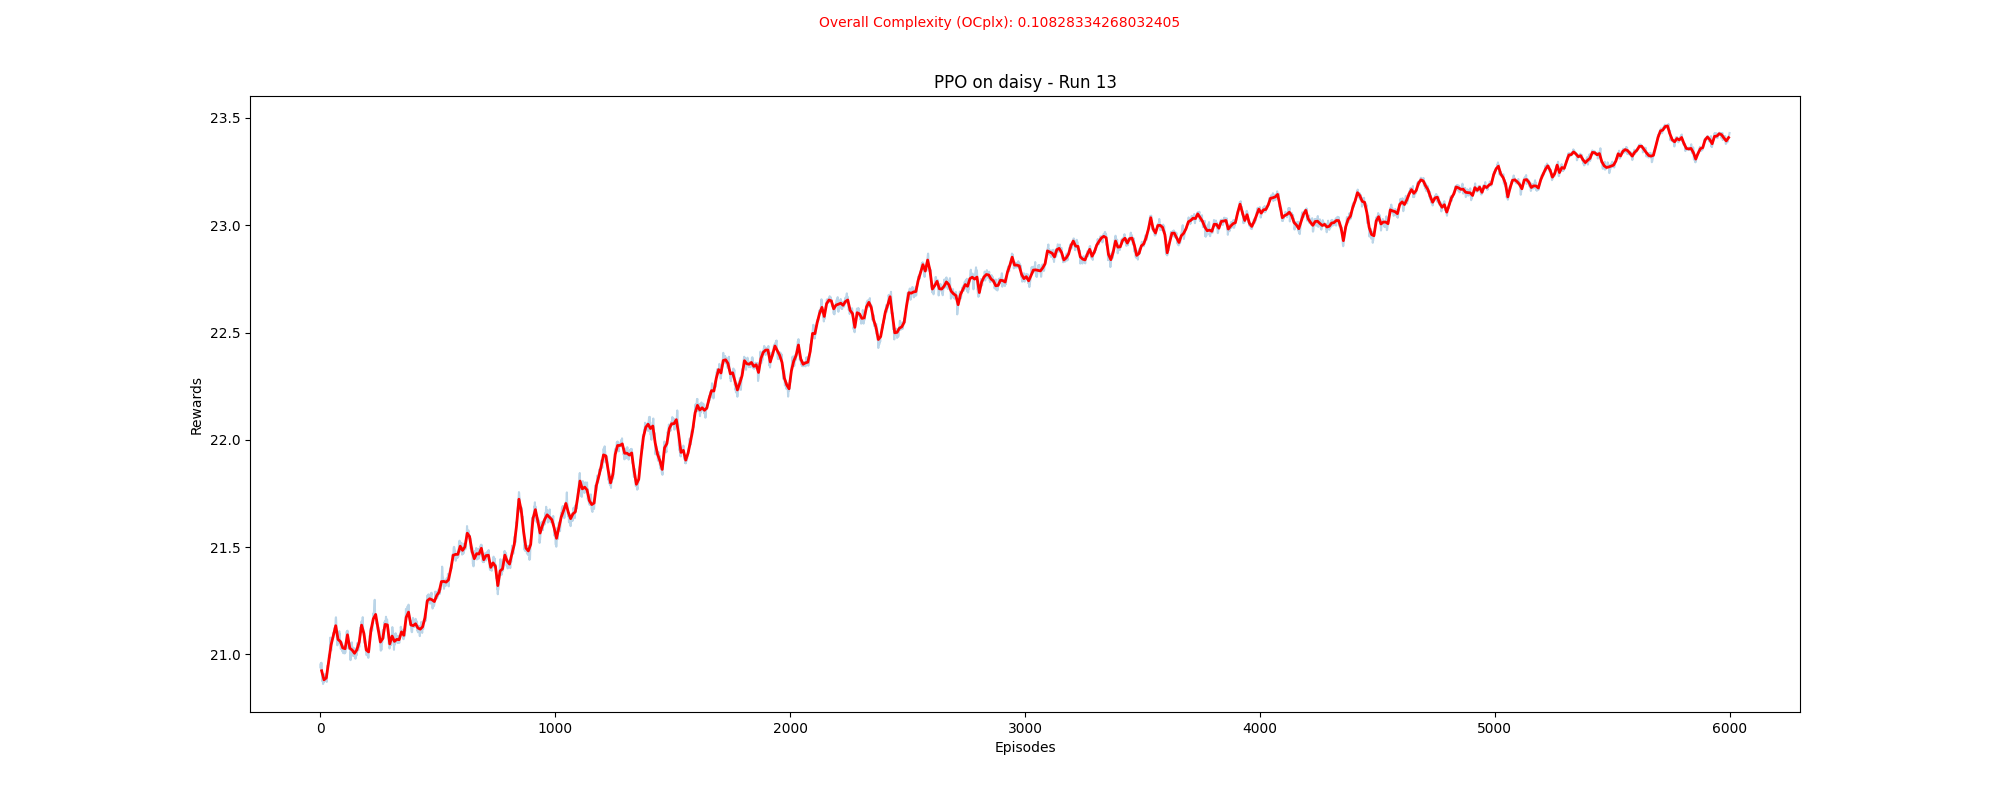 Overall Complexity (OCplx): 0.10828334268032405
PPO on daisy - Run 13
23.5
23.0
22.5
22.0
21.5
21.0
Rewards
0 1000 2000 3000 4000 5000 6000
Episodes